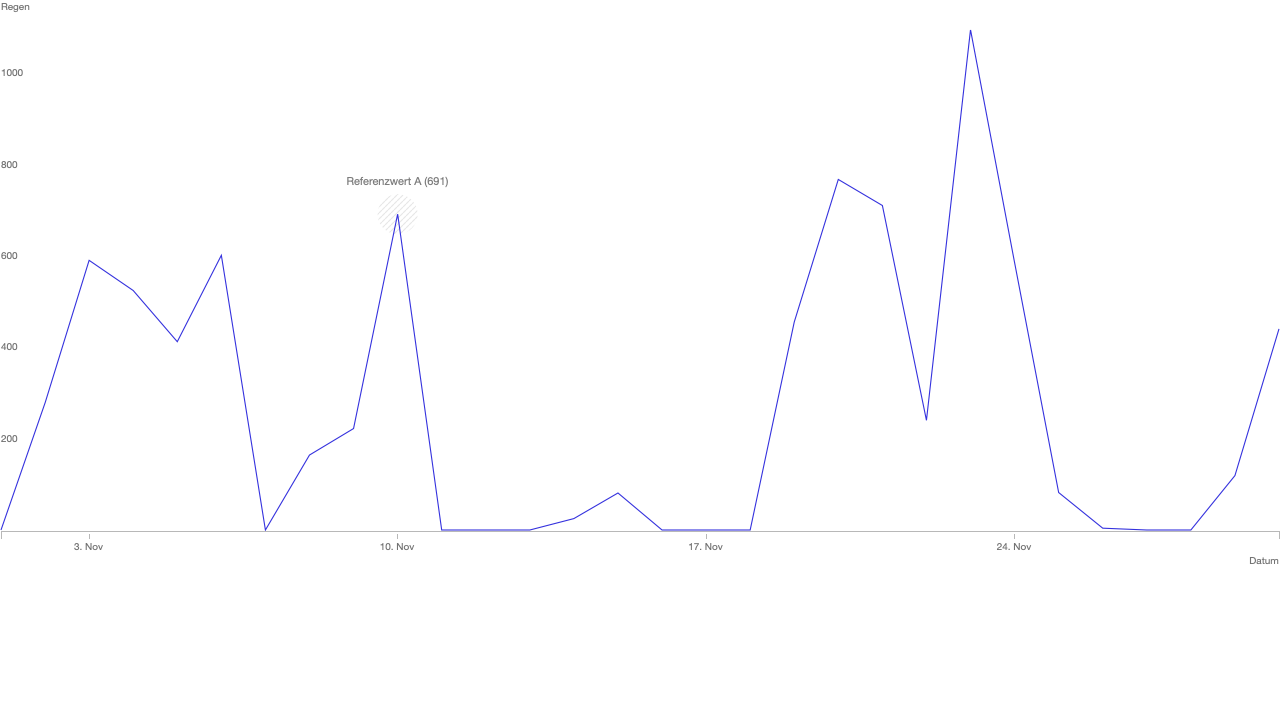 Regen
1000
800
Referenzwert A (691)
600
400
200
3. Nov
10. Nov
17. Nov
24. Nov
Datum